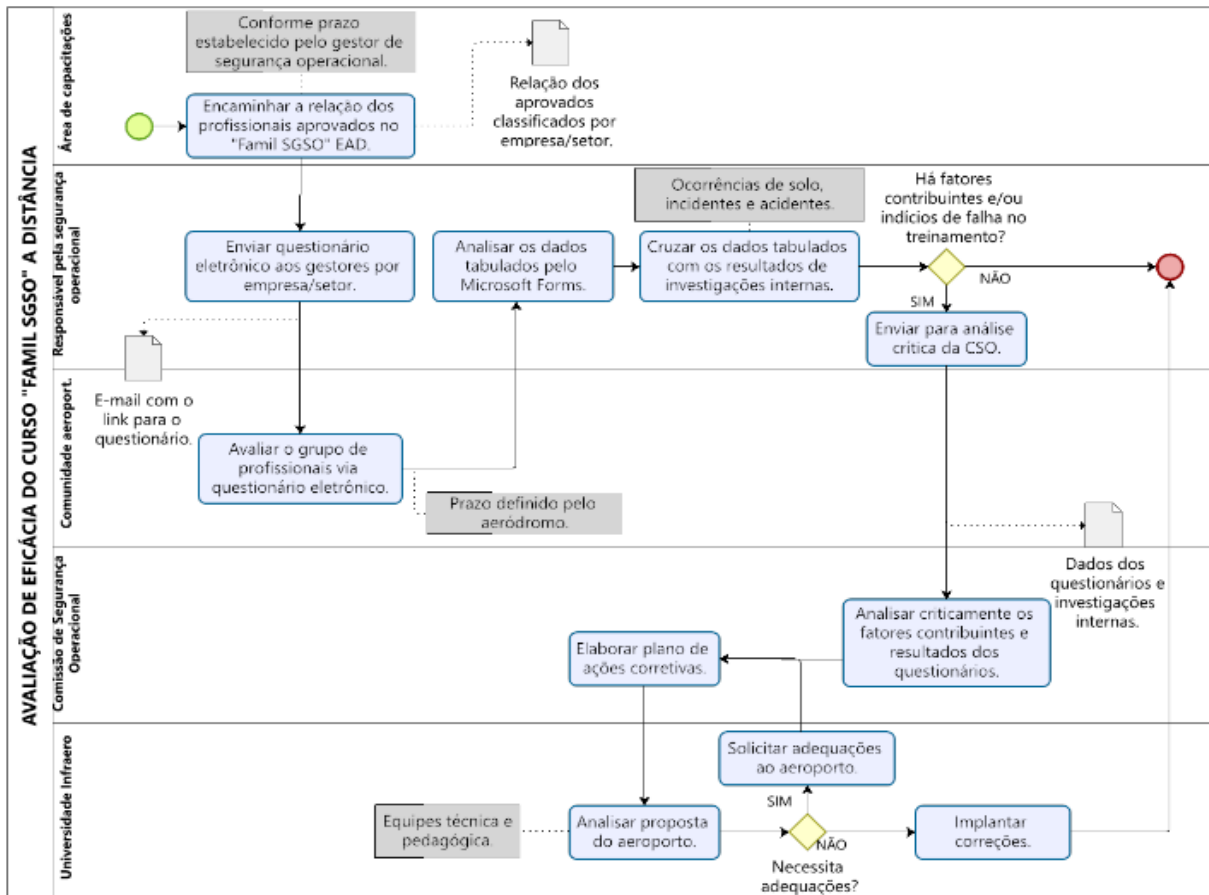 AVALIAÇÃO DE EFICÁCIA DO CURSO "FAMIL SGSO" A DISTÂNCIA
Área de capacitações
Conforme prazo
estabelecido pelo gestor de
segurança operacional.
Encaminhar a relação dos
profissionais aprovados no
"Famil SGSO" EAD.
Relação dos
aprovados
classificados por
empresa/setor.
Responsável pela segurança
operacional
Enviar questionário
eletrônico aos gestores por
empresa/setor.
Analisar os dados
tabulados pelo
Microsoft Forms.
Ocorrências de solo,
incidentes e acidentes.
Cruzar os dados tabulados
com os resultados de
investigações internas.
Há fatores
contribuintes e/ou
indícios de falha no
treinamento?
NÃO
SIM
Enviar para análise
crítica da CSO.
Comunidade aeroport.
E-mail com o
link para o
questionário.
Avaliar o grupo de
profissionais via
questionário eletrônico.
Prazo definido pelo
aeródromo.
Dados dos
questionários e
investigações
internas.
Comissão de Segurança
Operacional
Analisar criticamente os
fatores contribuintes e
resultados dos
questionários.
Elaborar plano de
ações corretivas.
Universidade Infraero
Solicitar adequações
ao aeroporto.
Equipes técnica e
pedagógica.
Analisar proposta
do aeroporto.
SIM
NÃO
Necessita
adequações?
Implantar
correções.